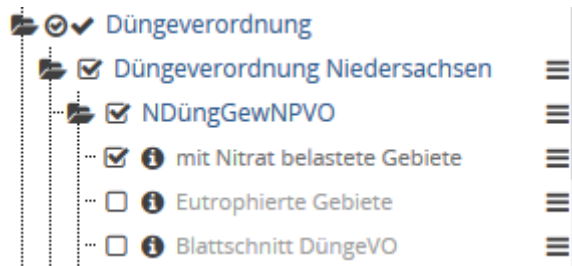 Düngeverordnung
Düngeverordnung Niedersachsen
NDüngGewNPVO
mit Nitrat belastete Gebiete
Eutrophierte Gebiete
Blattschnitt DüngeVO